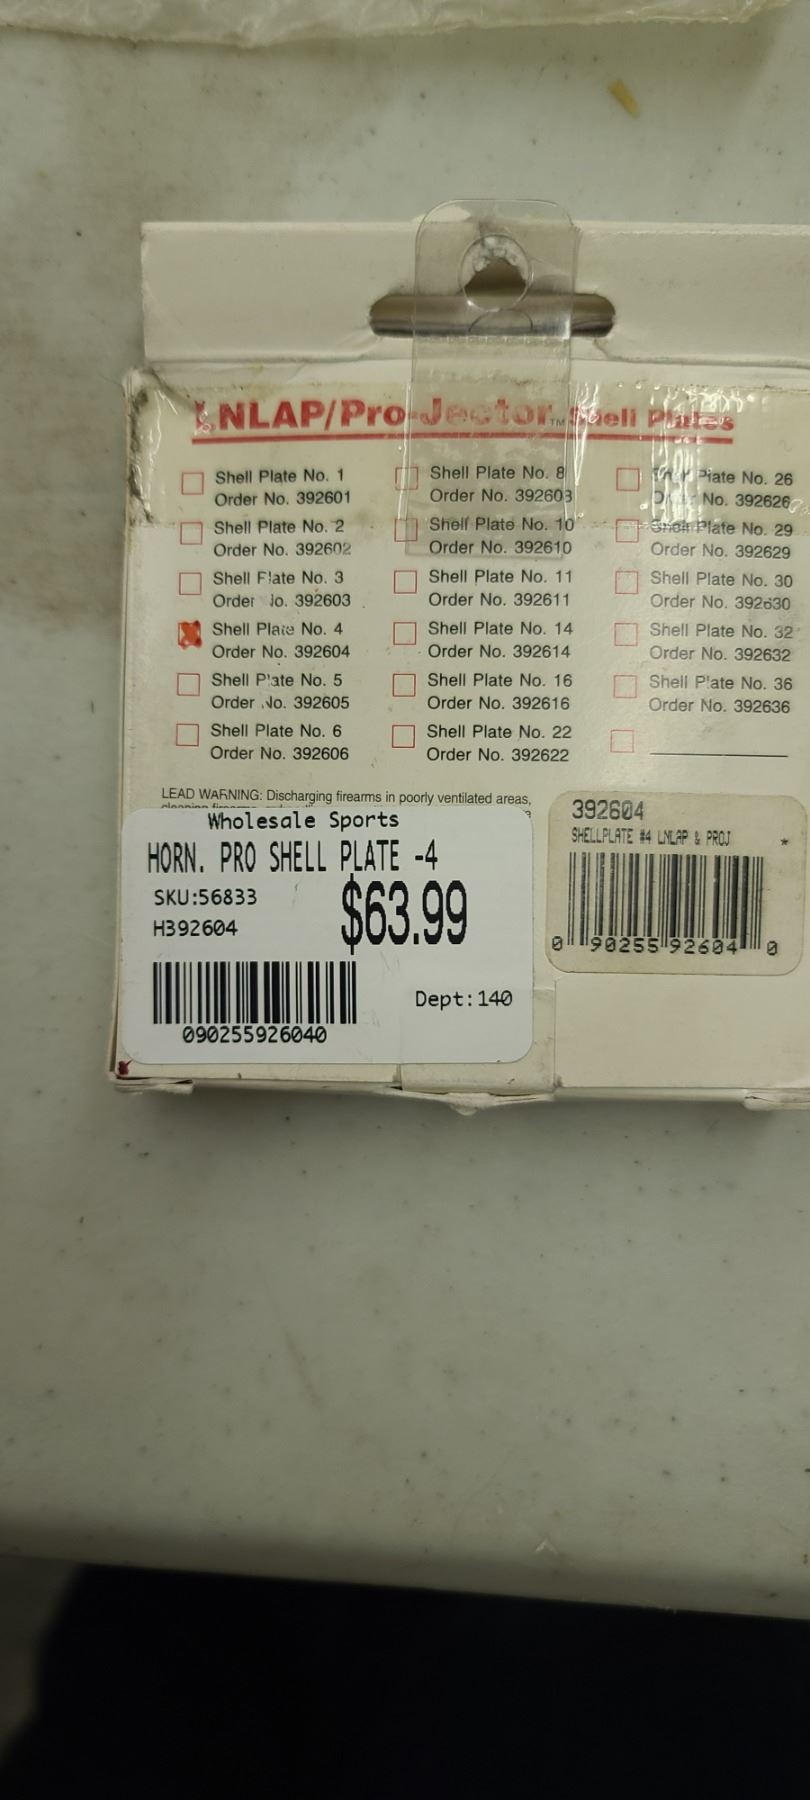 LNLAP/Pro-Jector™ Shell Plates
Shell Plate No. 1
Order No. 392601
Shell Plate No. 2
Order No. 392602
Shell Plate No. 3
Order No. 392603
Shell Plate No. 4
Order No. 392604
Shell Plate No. 5
Order No. 392605
Shell Plate No. 6
Order No. 392606
Shell Plate No. 8
Order No. 392608
Shell Plate No. 10
Order No. 392610
Shell Plate No. 11
Order No. 392611
Shell Plate No. 14
Order No. 392614
Shell Plate No. 16
Order No. 392616
Shell Plate No. 22
Order No. 392622
Shell Plate No. 26
Order No. 392626
Shell Plate No. 29
Order No. 392629
Shell Plate No. 30
Order No. 392630
Shell Plate No. 32
Order No. 392632
Shell Plate No. 36
Order No. 392636
LEAD WARNING: Discharging firearms in poorly ventilated areas,
Wholesale Sports
HORN. PRO SHELL PLATE -4
SKU:56833
$63.99
H392604
Dept:140
090255926040
392604
SHELLPLATE #4 LNLAP & PROJ *
0 90255 92604 0